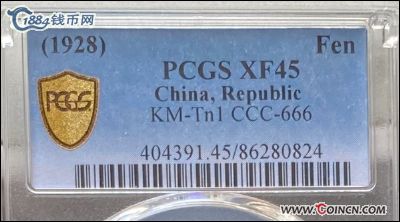 1984钱币网
(1928) Fen
PCGS XF45
PCGS
China, Republic
KM-Tn1 CCC-666
404391.45/86280824
www.COINCN.COM